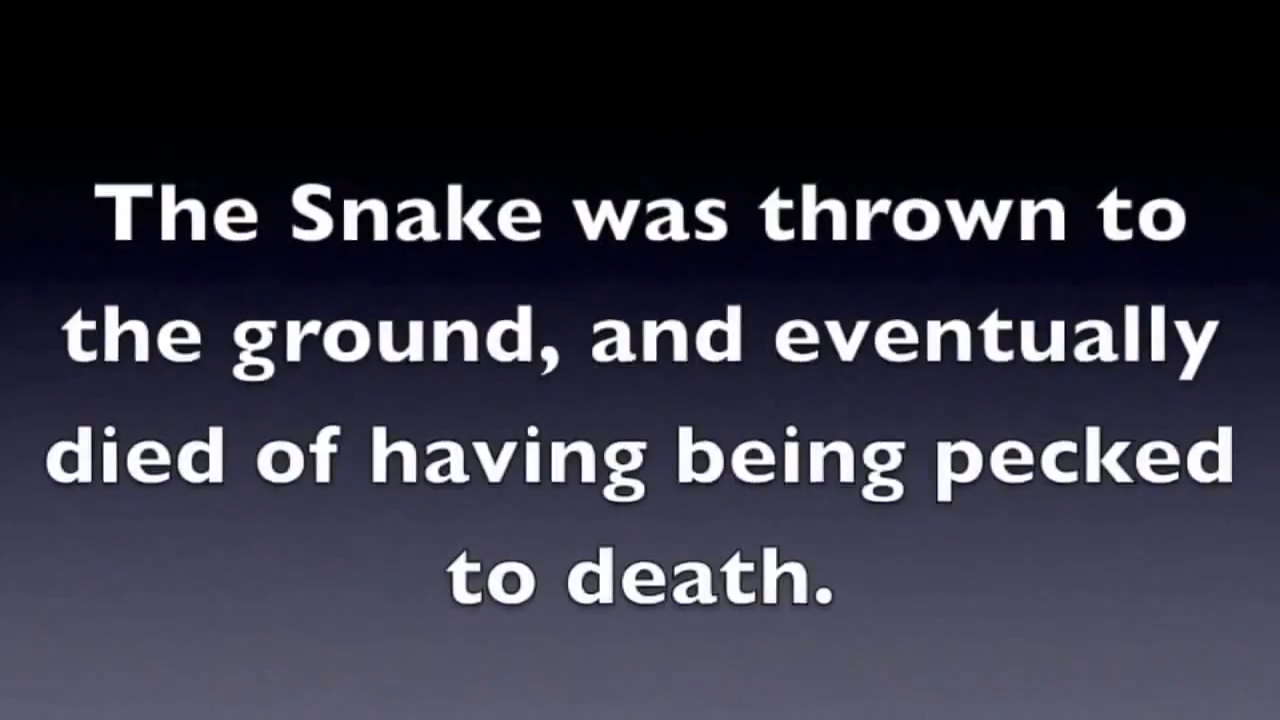 The Snake was thrown to
the ground, and eventually
died of having being pecked
to death.